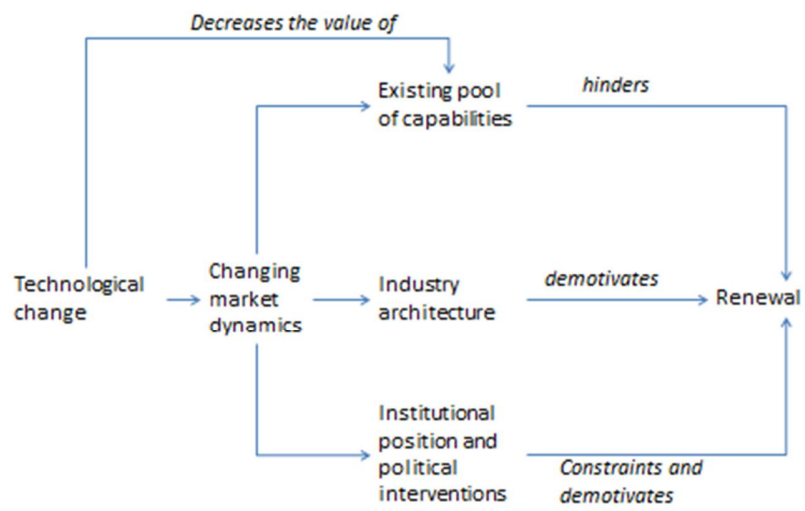 Decreases the value of
Existing pool
of capabilities
hinders
Technological
change
Changing
market
dynamics
Industry
architecture
demotivates
Renewal
Institutional
position and
political
interventions
Constraints and
demotivates